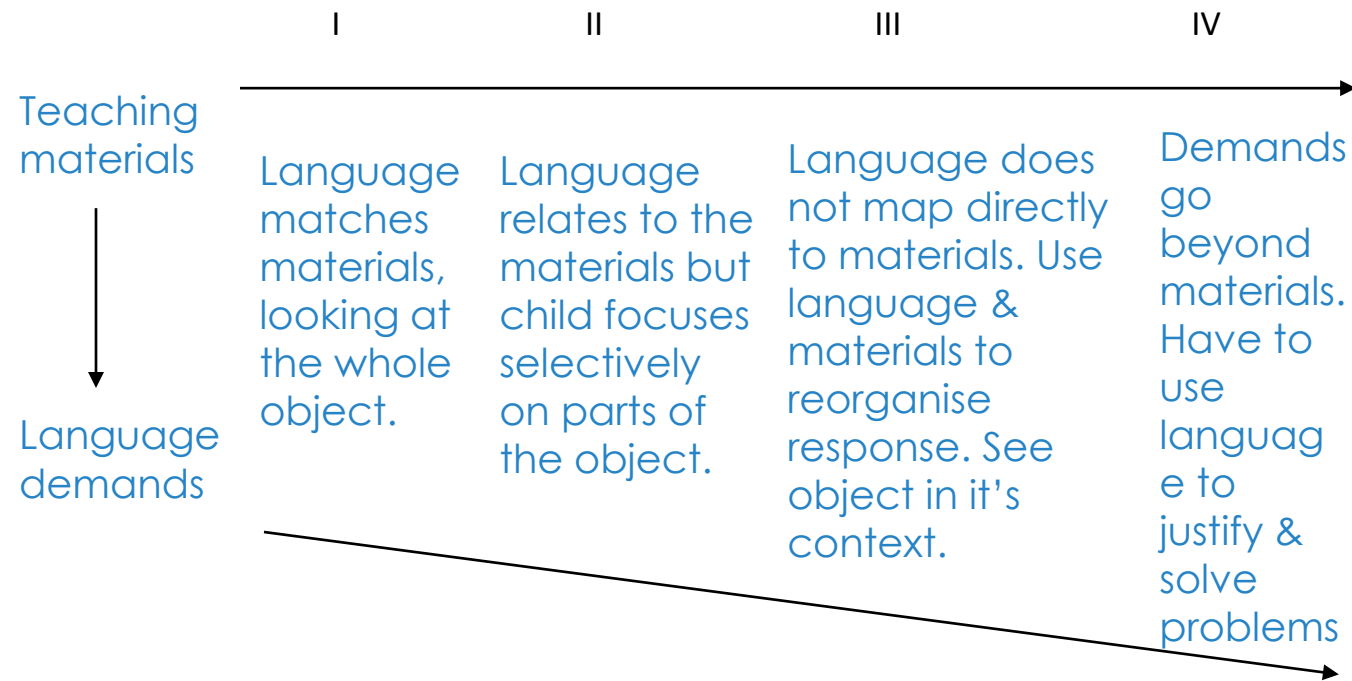 I II III IV
Teaching
materials
Language
demands
Language
matches
materials,
looking at
the whole
object.
Language
relates to the
materials but
child focuses
selectively
on parts of
the object.
Language does
not map directly
to materials. Use
language &
materials to
reorganise
response. See
object in it’s
context.
Demands
go
beyond
materials.
Have to
use
languag
e to
justify &
solve
problems